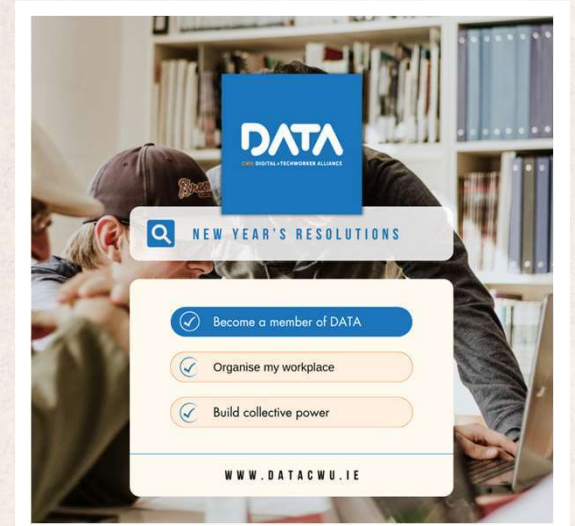 DATA
CWU DIGITAL+TECHWORKER ALLIANCE
NEW YEAR'S RESOLUTIONS
Become a member of DATA
Organise my workplace
Build collective power
WWW.DATACWU.IE